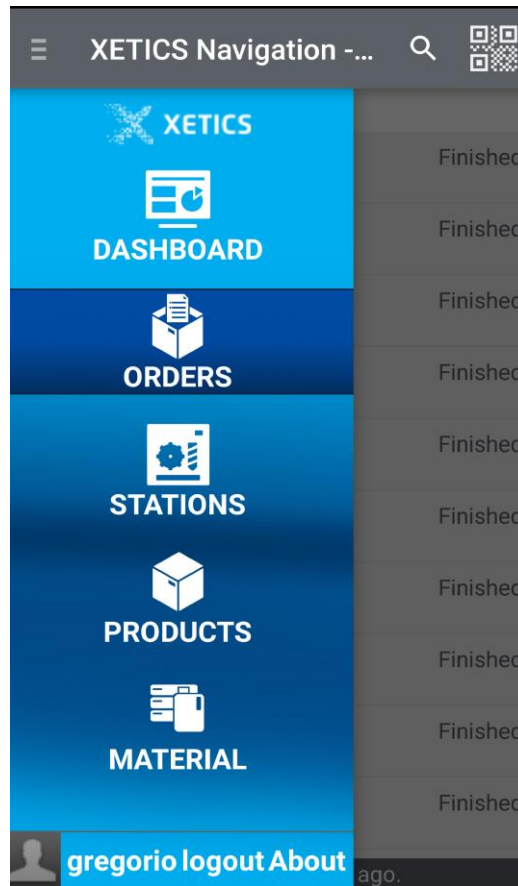 XETICS Navigation -...
XETICS
DASHBOARD
Finished
Finished
ORDERS
Finished
Finished
STATIONS
Finished
Finished
PRODUCTS
Finished
Finished
MATERIAL
Finished
Finished
gregorio logout About
ago.